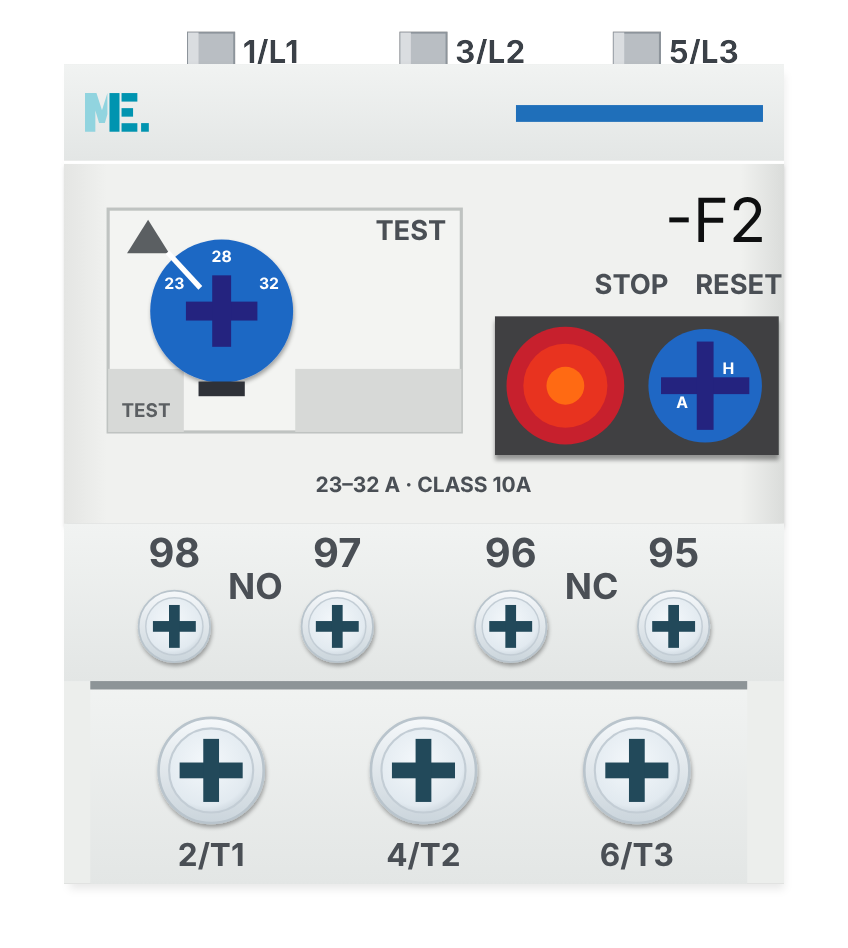 1/L1 3/L2 5/L3
ME.
-F2
TEST
STOP RESET
28
23 32
H
A
TEST
23–32 A · CLASS 10A
98 97 96 95
NO NC
2/T1 4/T2 6/T3